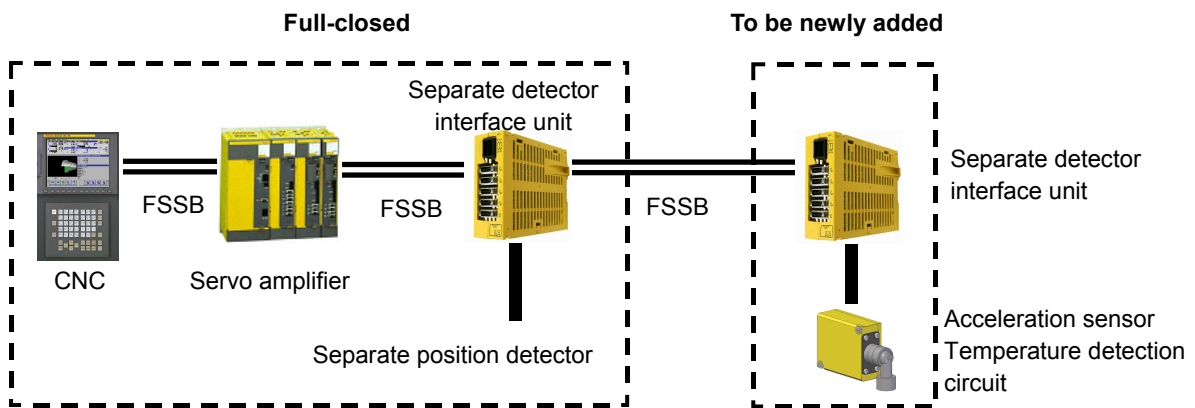 Full-closed
To be newly added
Separate detector
interface unit
Separate detector
interface unit
FSSB
FSSB
FSSB
CNC
Servo amplifier
Separate position detector
Acceleration sensor
Temperature detection
circuit